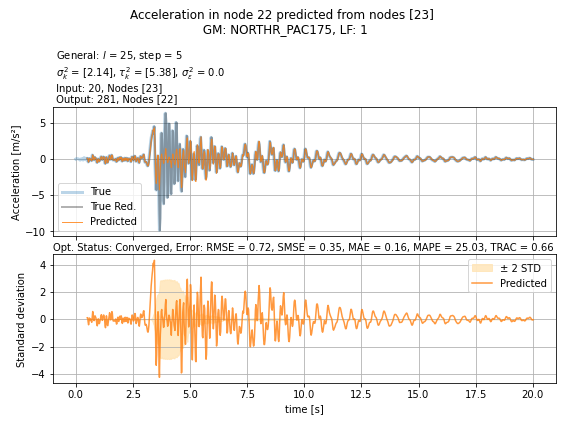 Acceleration in node 22 predicted from nodes [23]
GM: NORTHR_PAC175, LF: 1
General: l = 25, step = 5
σ²ₖ = [2.14], τ²ₖ = [5.38], σ²ε = 0.0
Input: 20, Nodes [23]
Output: 281, Nodes [22]
Acceleration [m/s²]
5
0
−5
−10
True
True Red.
Predicted
Opt. Status: Converged, Error: RMSE = 0.72, SMSE = 0.35, MAE = 0.16, MAPE = 25.03, TRAC = 0.66
Standard deviation
4
2
0
−2
−4
± 2 STD
Predicted
0.0 2.5 5.0 7.5 10.0 12.5 15.0 17.5 20.0
time [s]